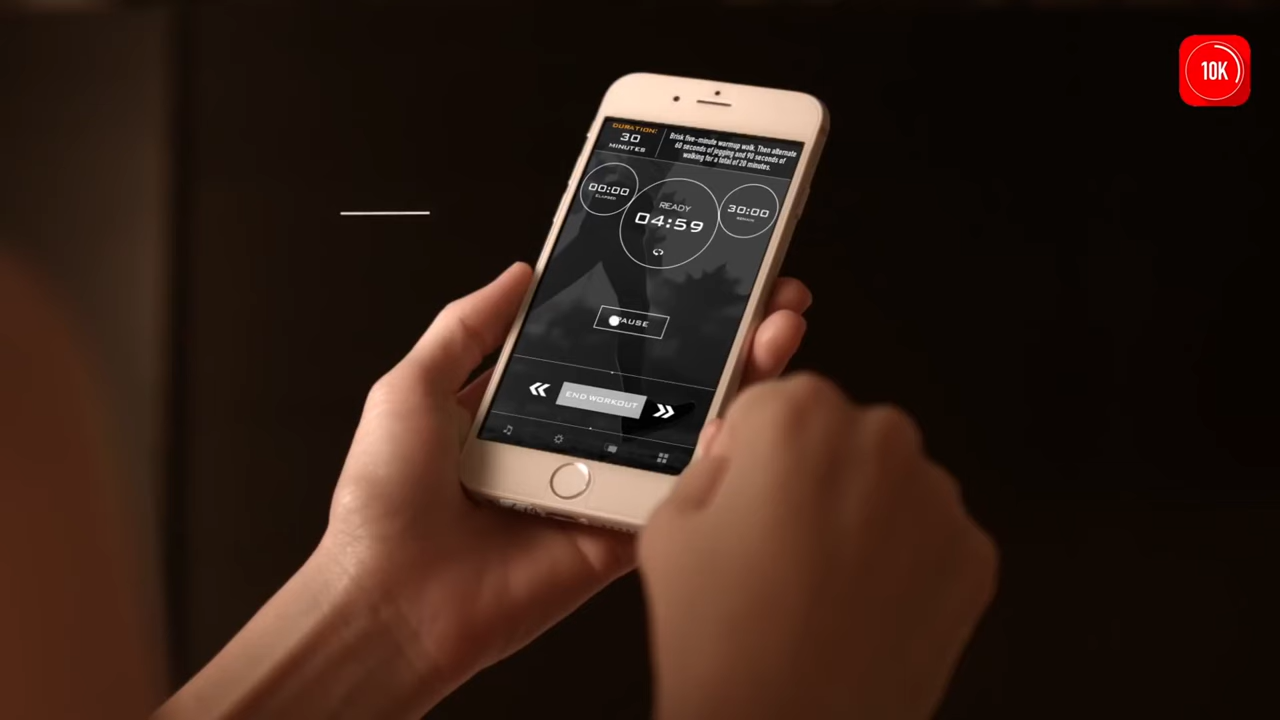 10K
DURATION:
30
MINUTES
Brisk five-minute warmup walk. Then alternate
60 seconds of jogging and 90 seconds of
walking for a total of 20 minutes.
00:00
ELAPSED
READY
04:59
30:00
PAUSE
END WORKOUT